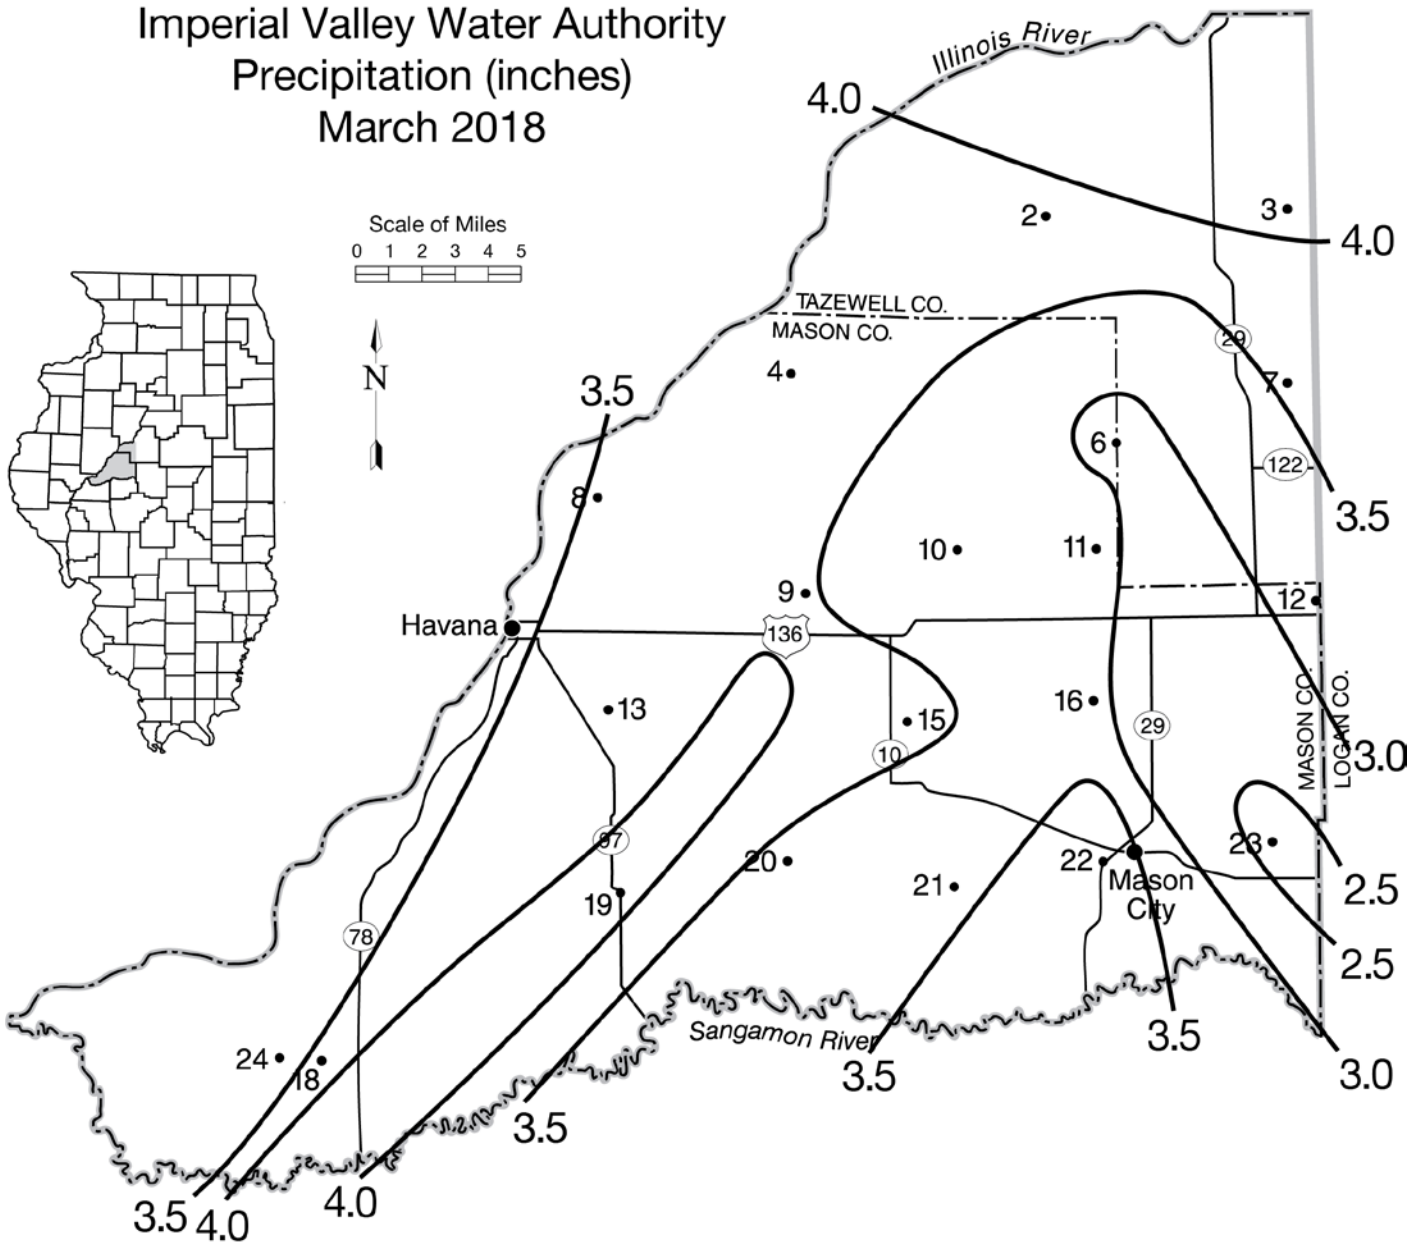 Imperial Valley Water Authority
Precipitation (inches)
March 2018
Illinois River
4.0
Scale of Miles
0 1 2 3 4 5
2
3
4.0
TAZEWELL CO.
MASON CO.
29
N
4
7
3.5
6
122
8
3.5
10
11
9
12
Havana
136
13
16
15
29
10
MASON CO.
LOGAN CO.
3.0
97
23
20
22
21
Mason
City
2.5
19
78
2.5
Sangamon River
3.5
24
18
3.5
3.0
3.5
4.0
3.5
4.0